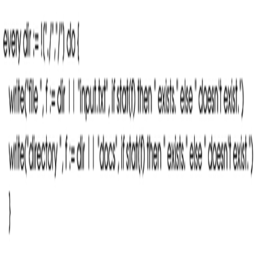 every dir := !["./","/"] do {
write("file ", f := dir || "input.txt", if stat(f) then " exists." else " doesn't exist.")
write("directory ", f := dir || "docs", if stat(f) then " exists." else " doesn't exist.")
}